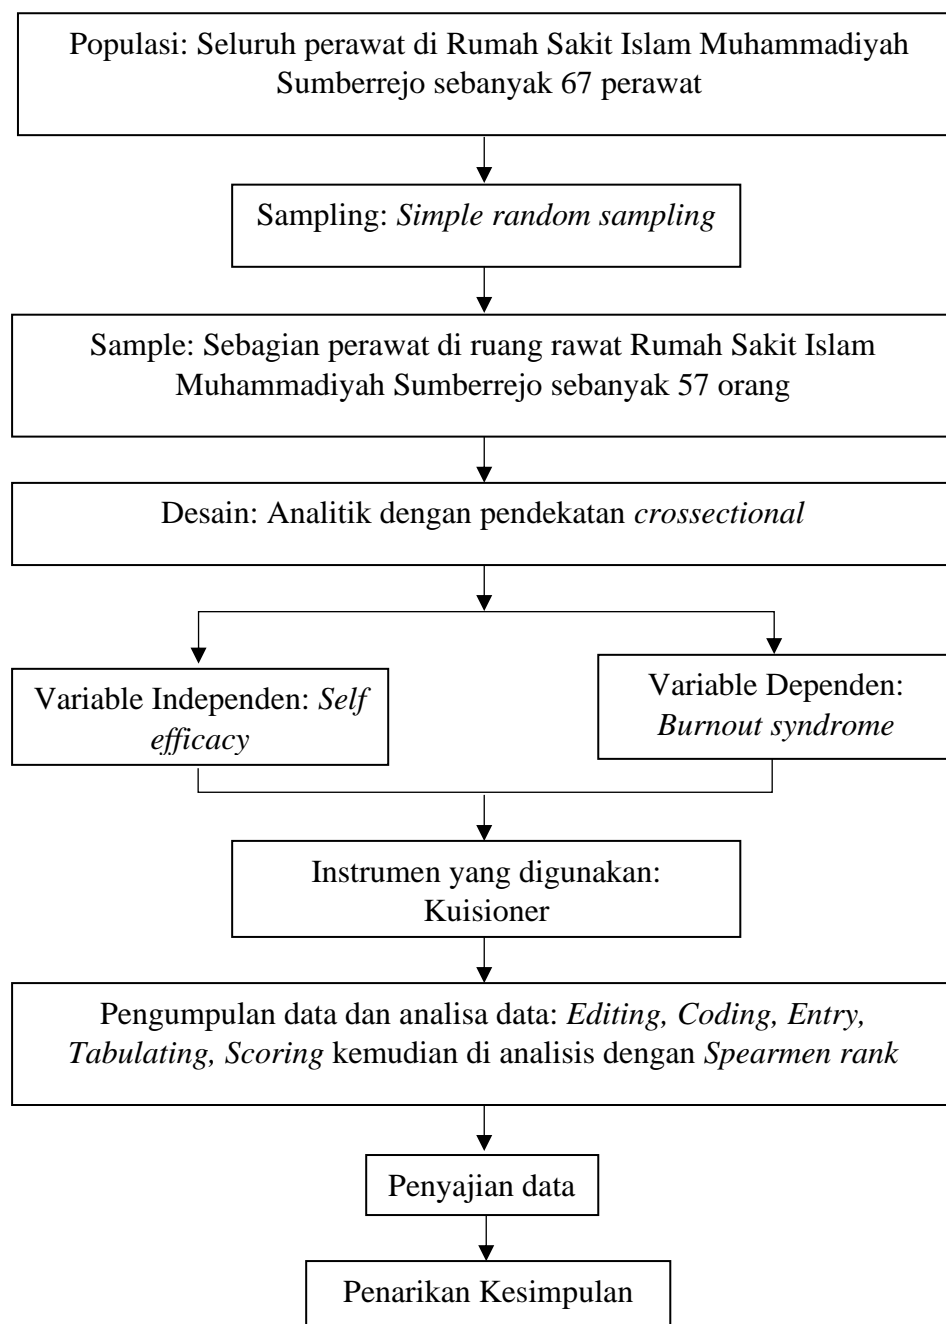 Populasi: Seluruh perawat di Rumah Sakit Islam Muhammadiyah
Sumberrejo sebanyak 67 perawat
Sampling: Simple random sampling
Sample: Sebagian perawat di ruang rawat Rumah Sakit Islam
Muhammadiyah Sumberrejo sebanyak 57 orang
Desain: Analitik dengan pendekatan crossectional
Variable Independen: Self
efficacy
Variable Dependen:
Burnout syndrome
Instrumen yang digunakan:
Kuisioner
Pengumpulan data dan analisa data: Editing, Coding, Entry,
Tabulating, Scoring kemudian di analisis dengan Spearmen rank
Penyajian data
Penarikan Kesimpulan